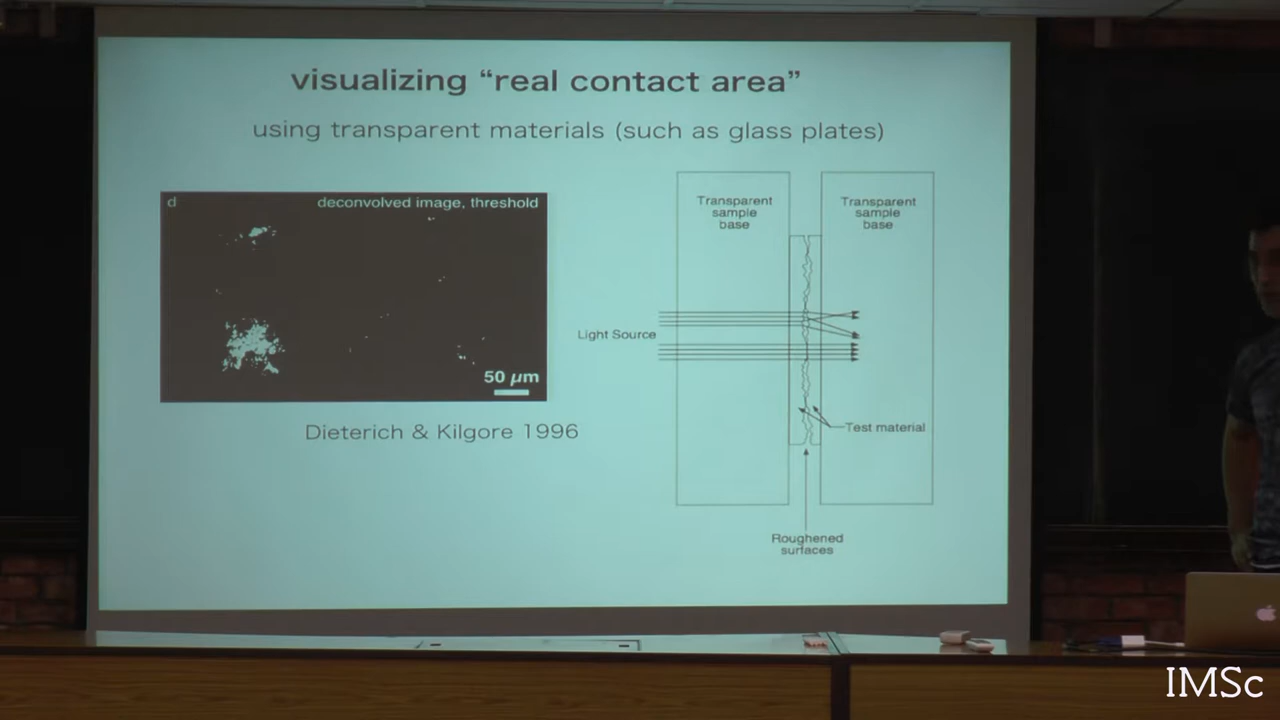 visualizing “real contact area”
using transparent materials (such as glass plates)
d
deconvolved image, threshold
50 µm
Dieterich & Kilgore 1996
Transparent
sample
base
Transparent
sample
base
Light Source
Test material
Roughened
surfaces
IMSc